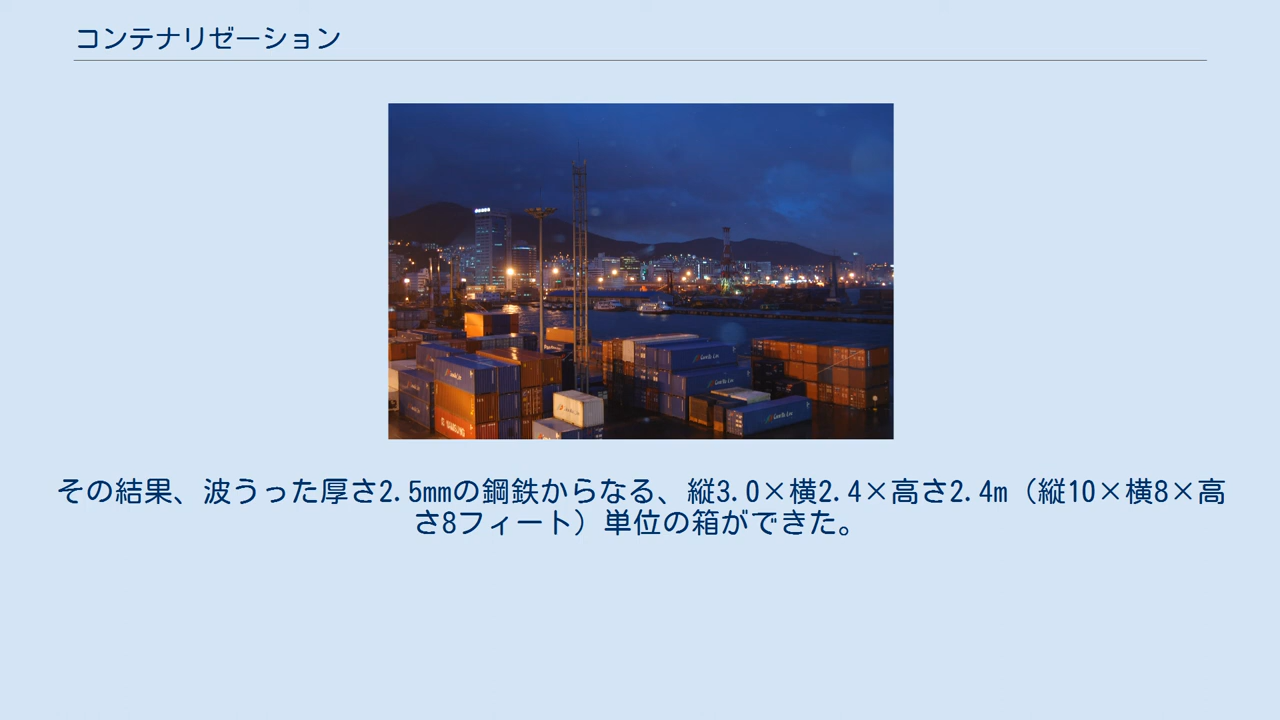 コンテナリゼーション
その結果、波うった厚さ2.5mmの鋼鉄からなる、縦3.0×横2.4×高さ2.4m（縦10×横8×高
さ8フィート）単位の箱ができた。